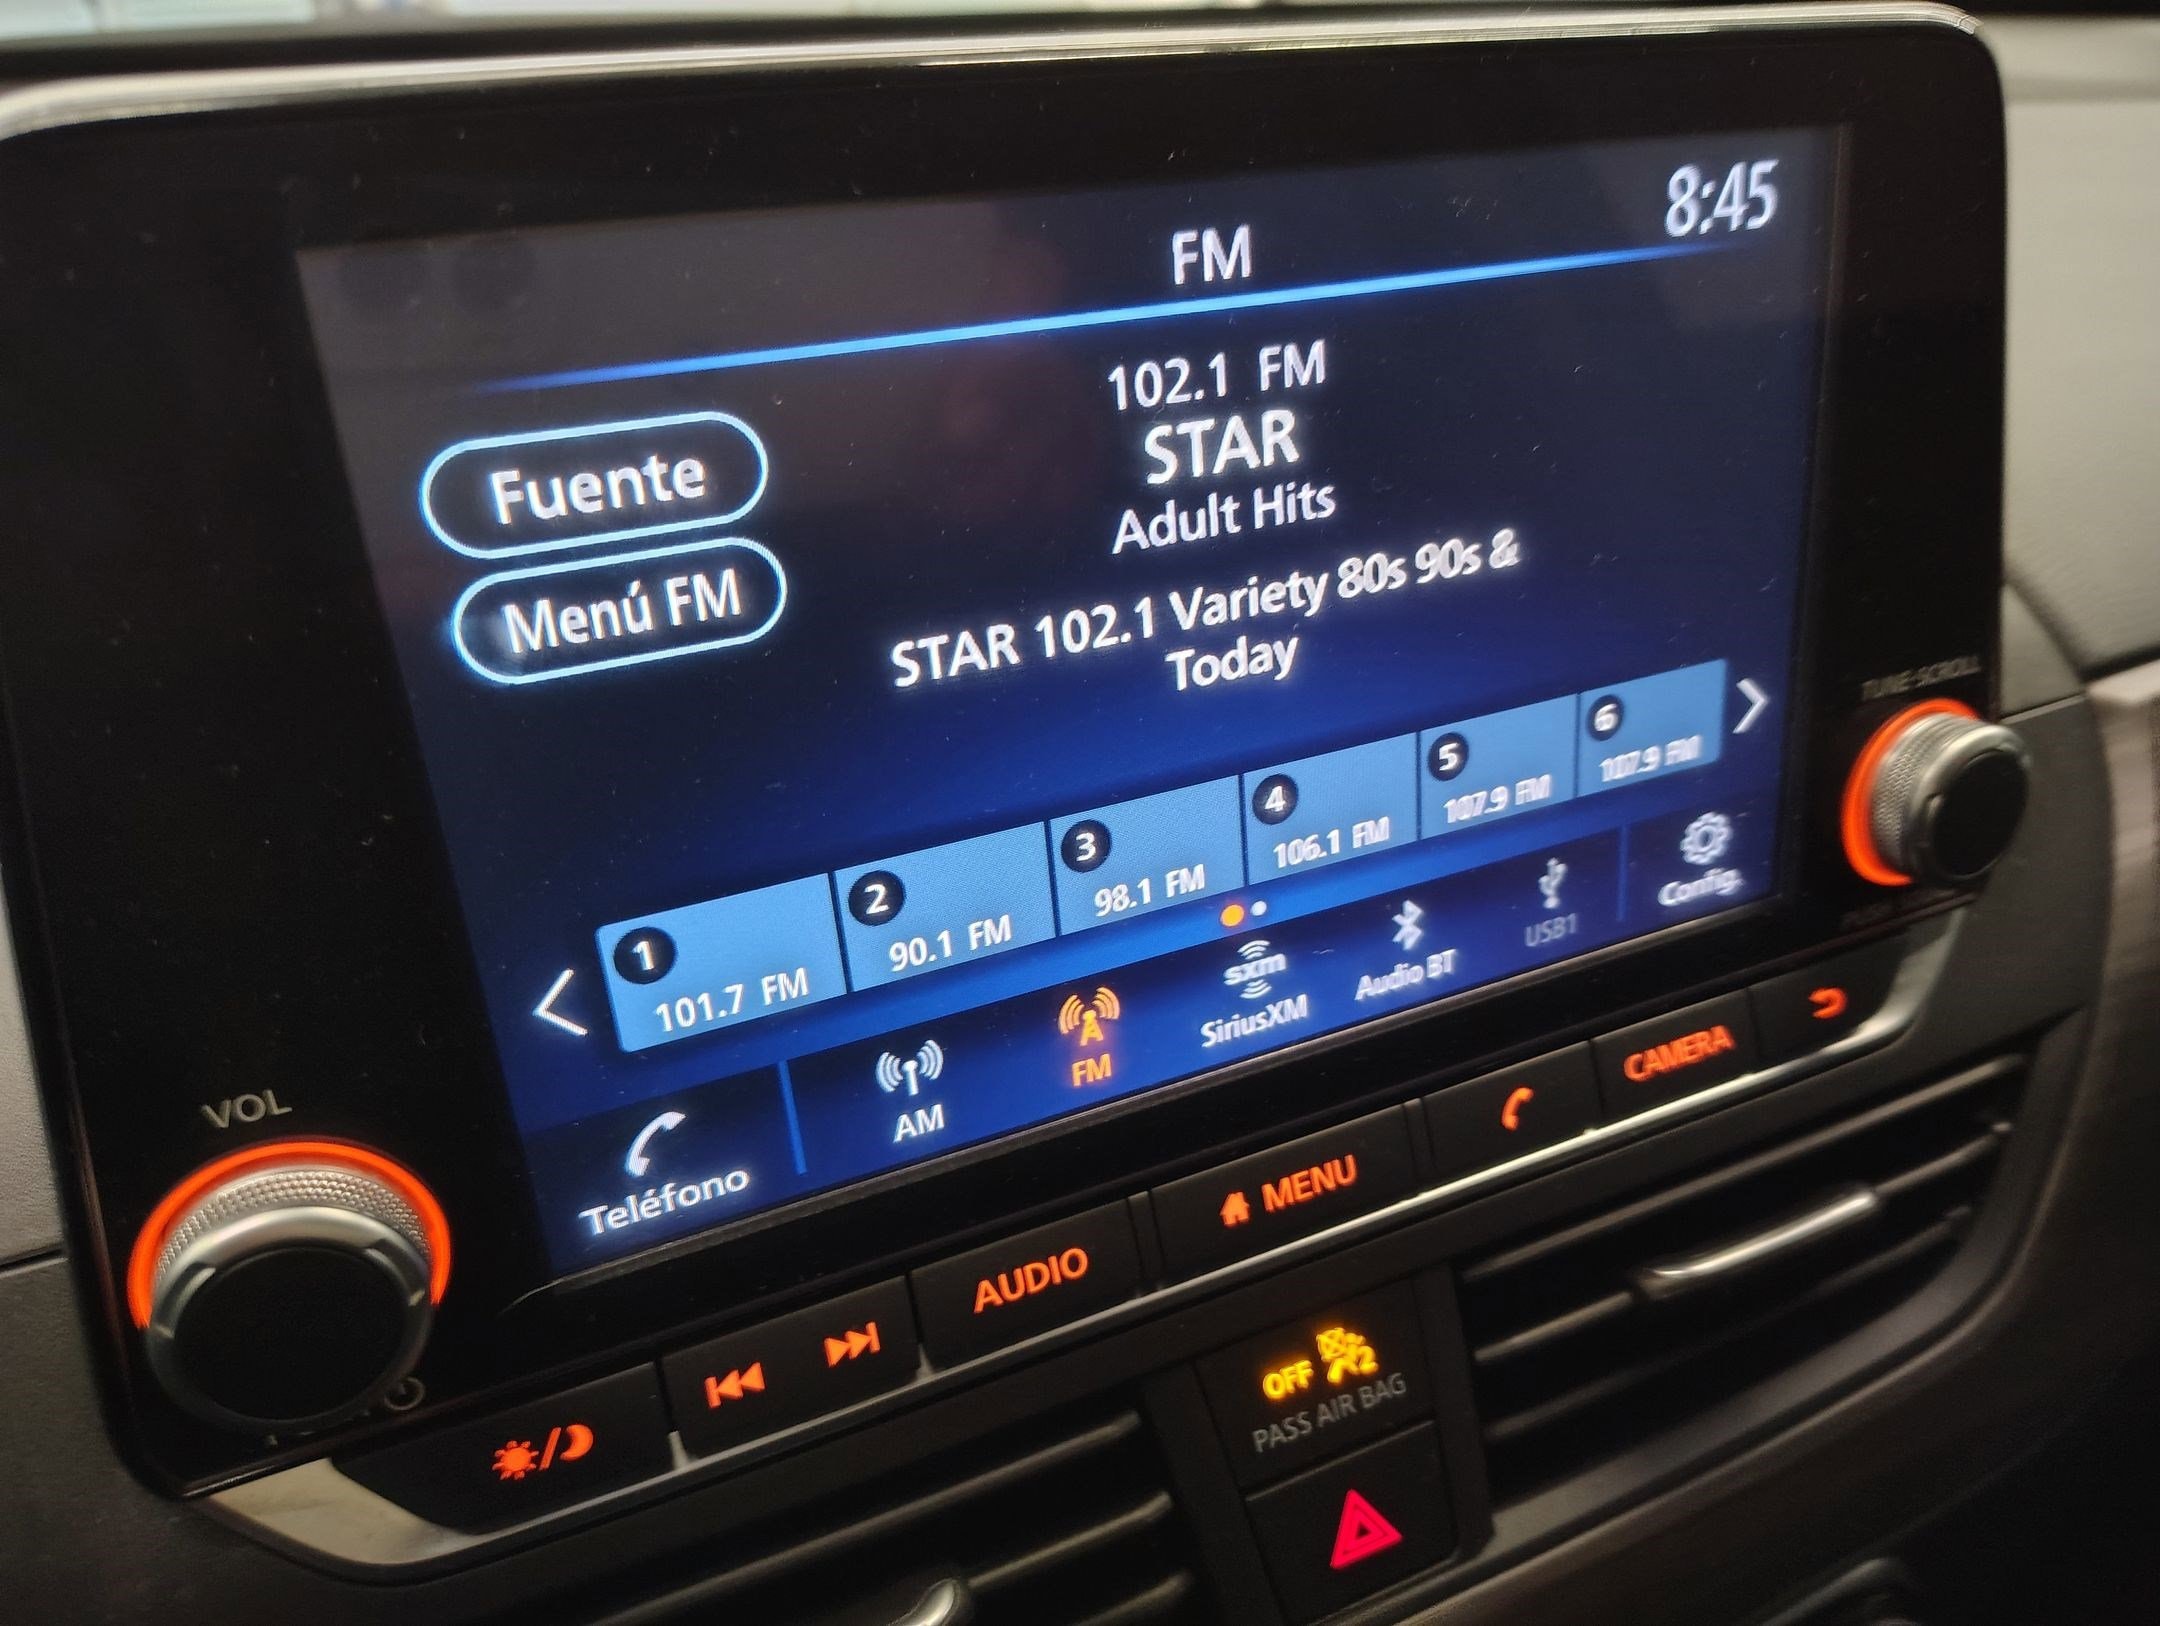 8:45
FM
102.1 FM
STAR
Adult Hits
STAR 102.1 Variety 80s 90s &
Today
Fuente
Menú FM
1
101.7 FM
2
90.1 FM
3
98.1 FM
4
106.1 FM
5
107.9 FM
6
107.9 FM
Teléfono
AM
FM
sxm
SiriusXM
Audio BT
USB1
Config.
VOL
TUNE·SCROLL
AUDIO
MENU
CAMERA
OFF
2
PASS AIR BAG